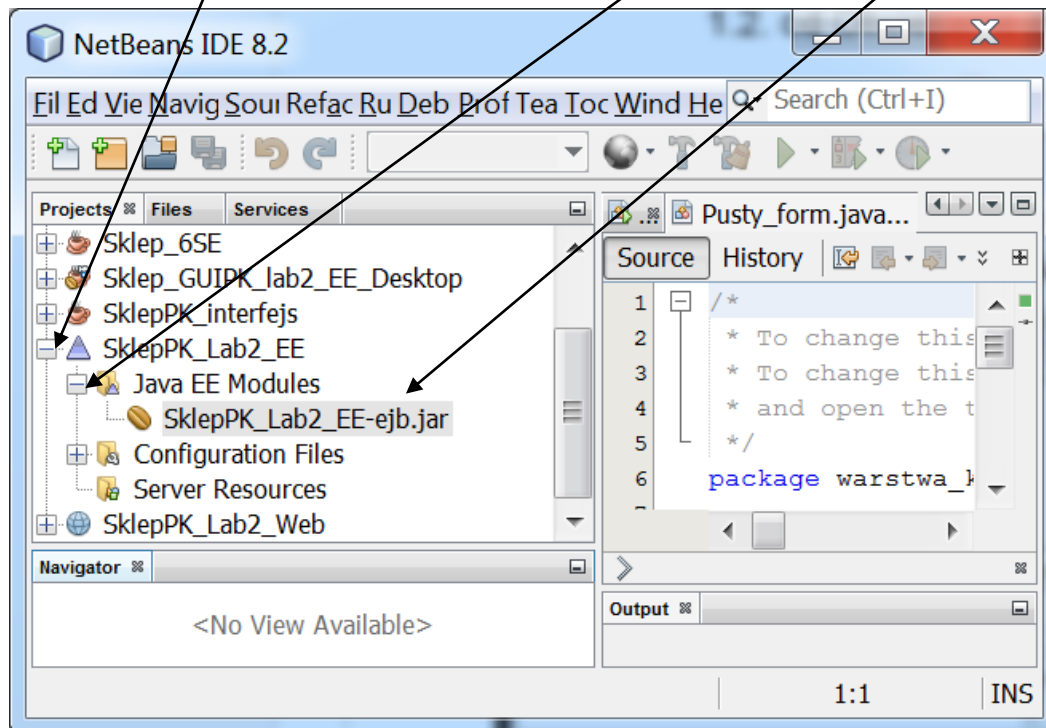 NetBeans IDE 8.2
Fil Ed Vie Navig Sour Refac Ru Deb Prof Tea Toc Wind He Search (Ctrl+I)
Projects Files Services
Sklep_6SE
Sklep_GUIPK_lab2_EE_Desktop
SklepPK_interfejs
SklepPK_Lab2_EE
Java EE Modules
SklepPK_Lab2_EE-ejb.jar
Configuration Files
Server Resources
SklepPK_Lab2_Web
Navigator
<No View Available>
... Pusty_form.java...
Source History
1 /*
2 * To change this
3 * To change this
4 * and open the t
5 */
6 package warstwa_k
Output
1:1 INS